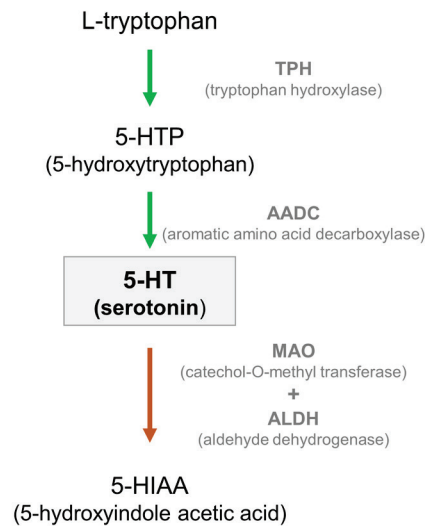 L-tryptophan
TPH
(tryptophan hydroxylase)
5-HTP
(5-hydroxytryptophan)
AADC
(aromatic amino acid decarboxylase)
5-HT
(serotonin)
MAO
(catechol-O-methyl transferase)
+
ALDH
(aldehyde dehydrogenase)
5-HIAA
(5-hydroxyindole acetic acid)